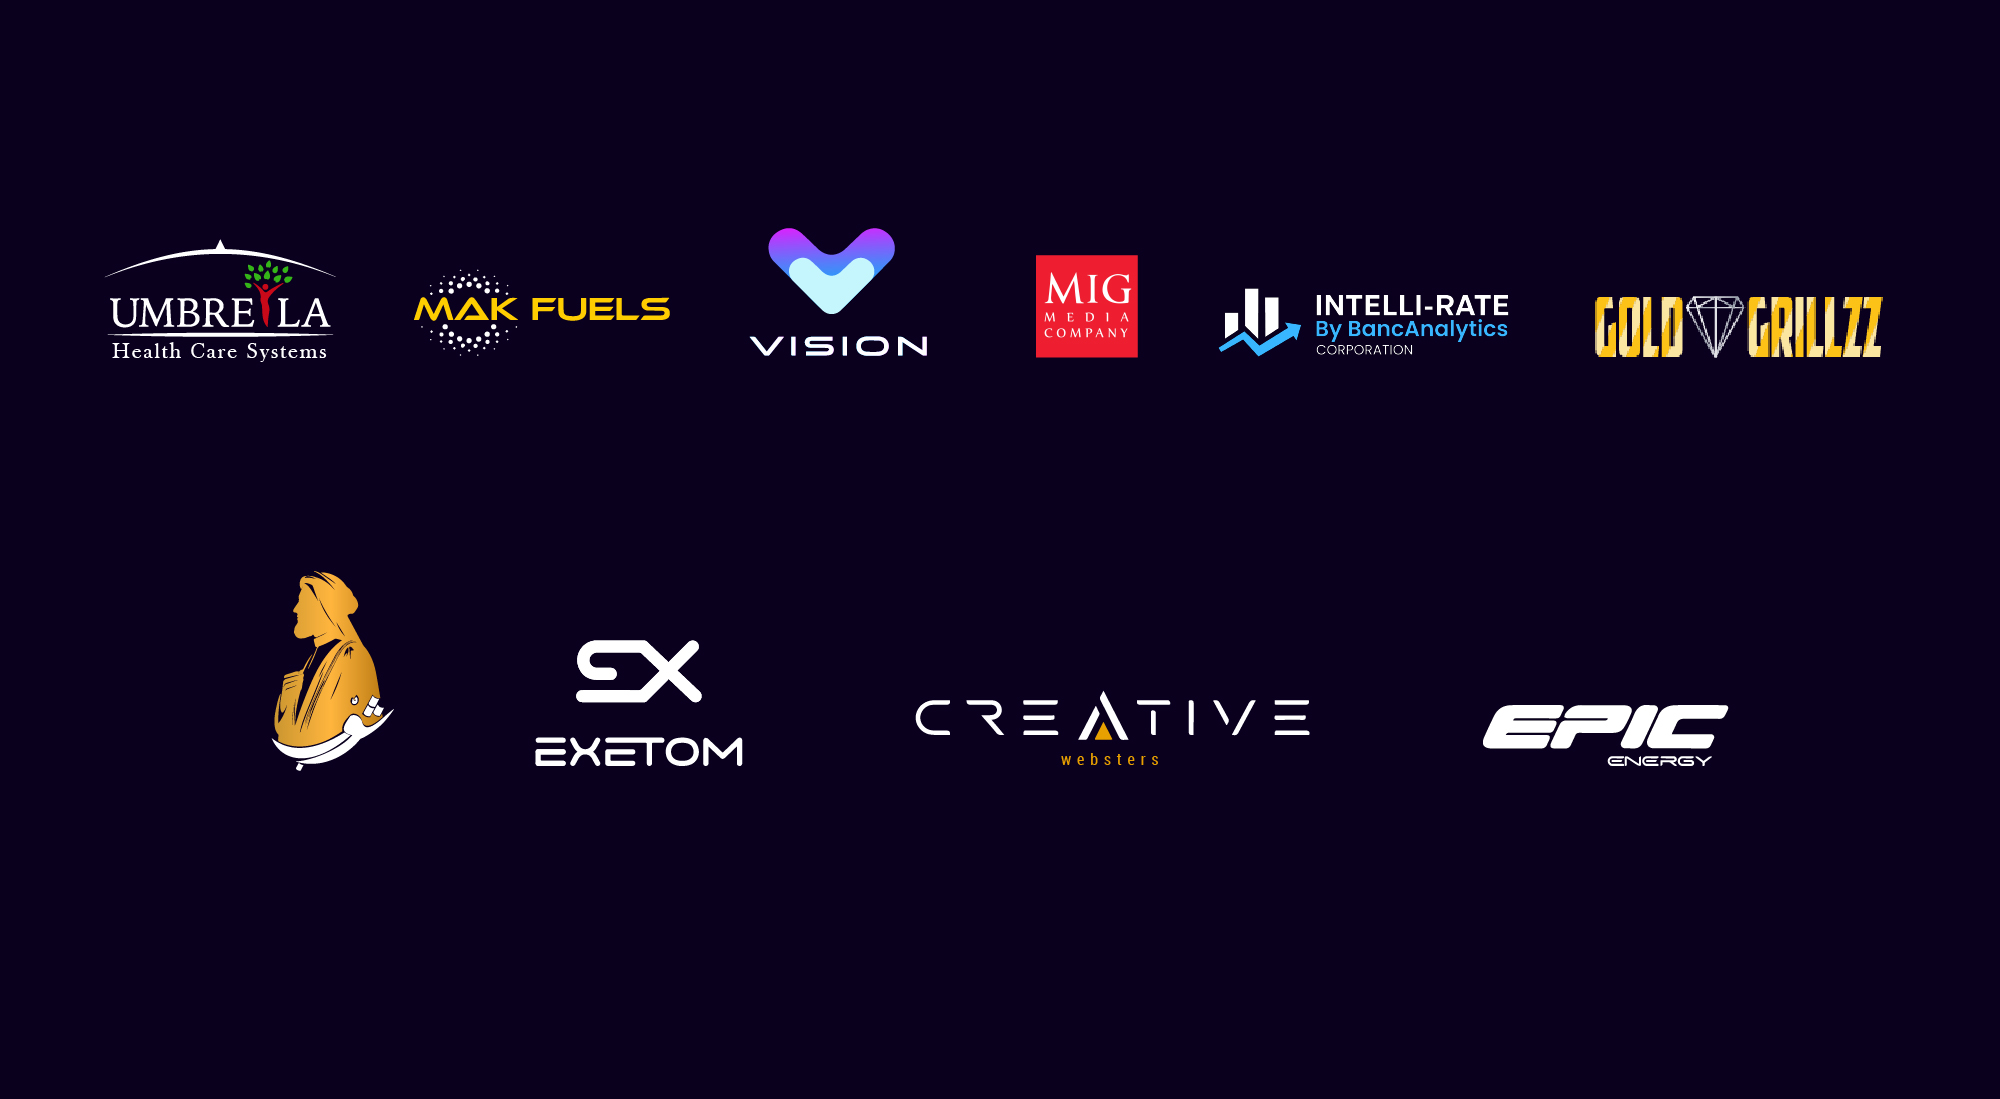 UMBRELLA
Health Care Systems
MAK FUELS
VISION
MIG
MEDIA
COMPANY
INTELLI-RATE
By BancAnalytics
CORPORATION
GOLD GRILLZZ
SX
EXETOM
CREATIVE
websters
EPIC
ENERGY